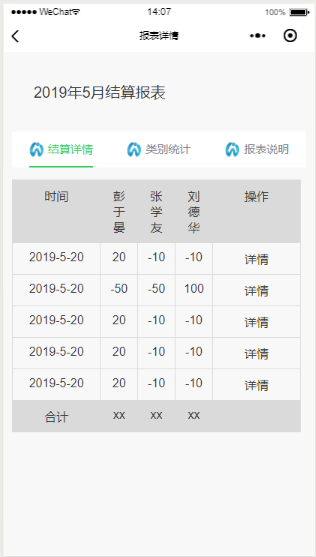 WeChat 14:07 100%
报表详情
2019年5月结算报表
结算详情 类别统计 报表说明
时间 彭于晏 张学友 刘德华 操作
2019-5-20 20 -10 -10 详情
2019-5-20 -50 -50 100 详情
2019-5-20 20 -10 -10 详情
2019-5-20 20 -10 -10 详情
2019-5-20 20 -10 -10 详情
合计 xx xx xx